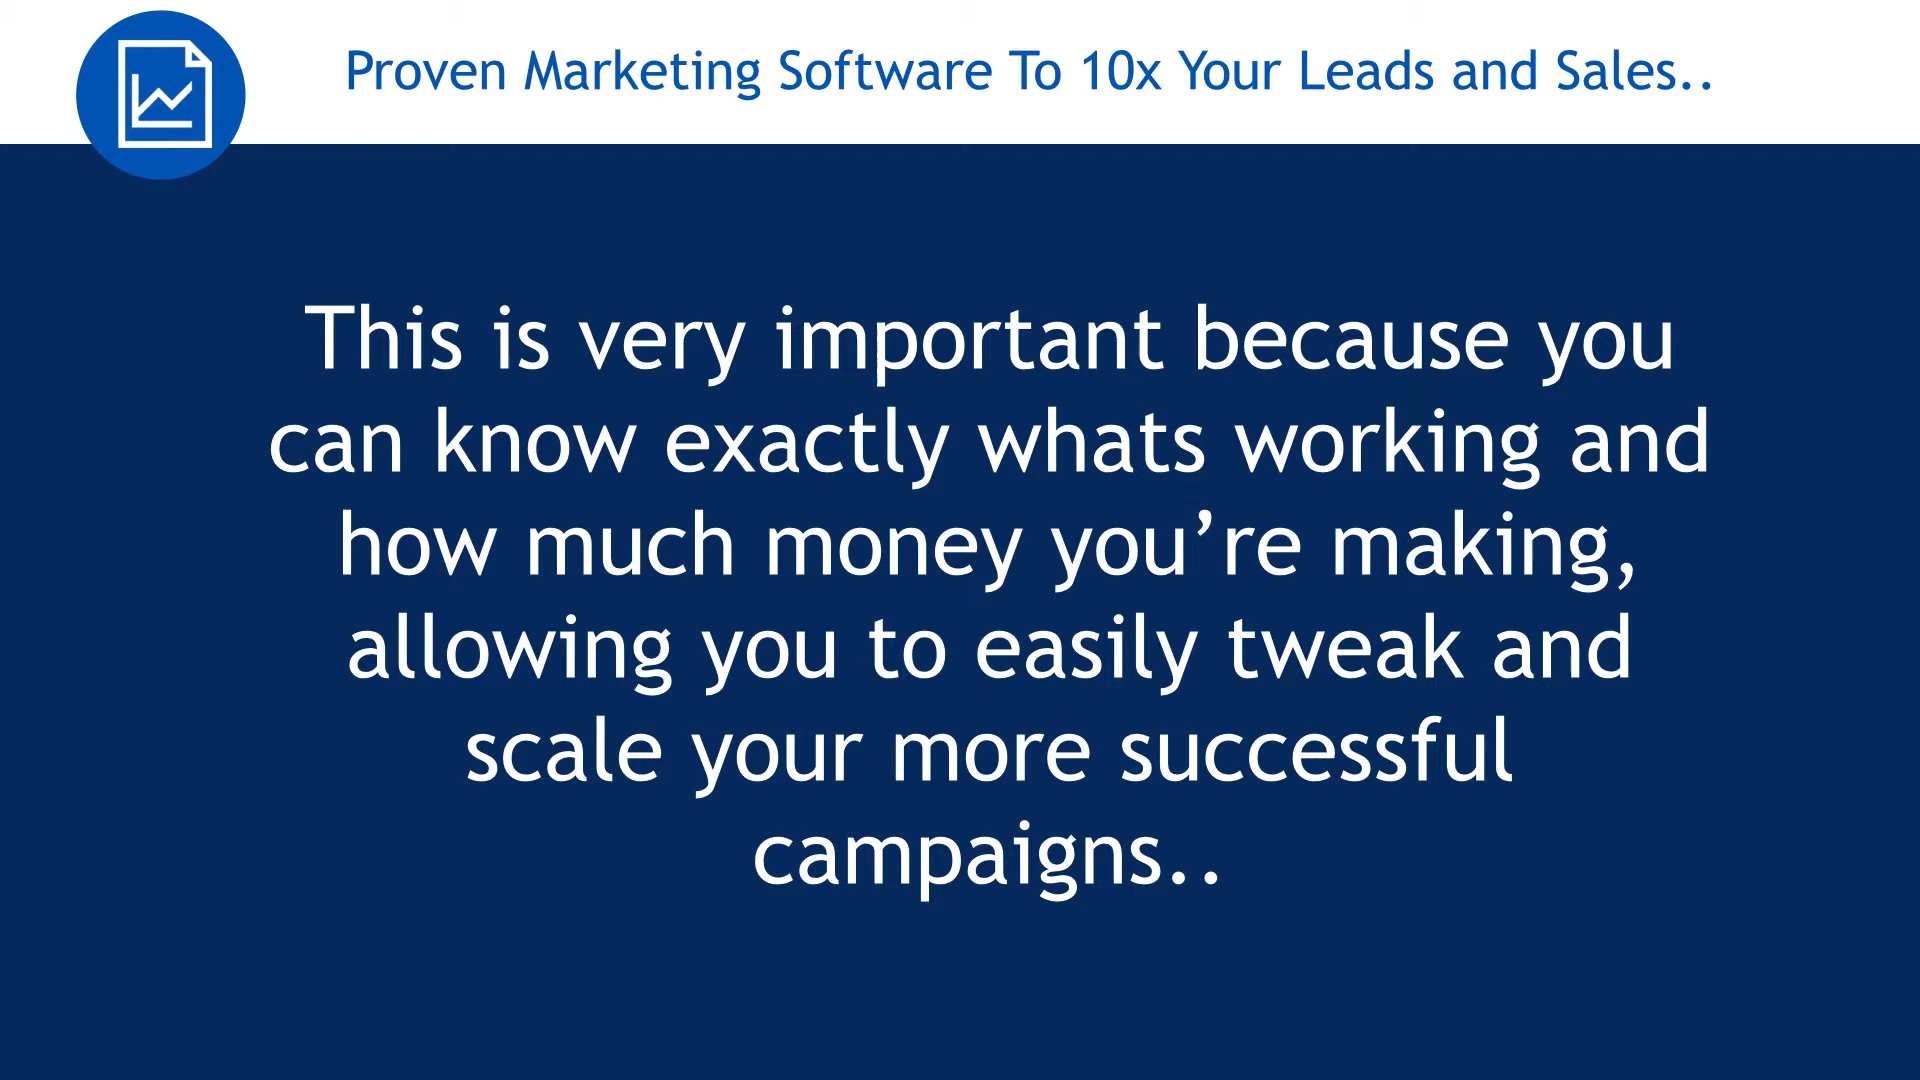 Proven Marketing Software To 10x Your Leads and Sales..
This is very important because you
can know exactly whats working and
how much money you’re making,
allowing you to easily tweak and
scale your more successful
campaigns..